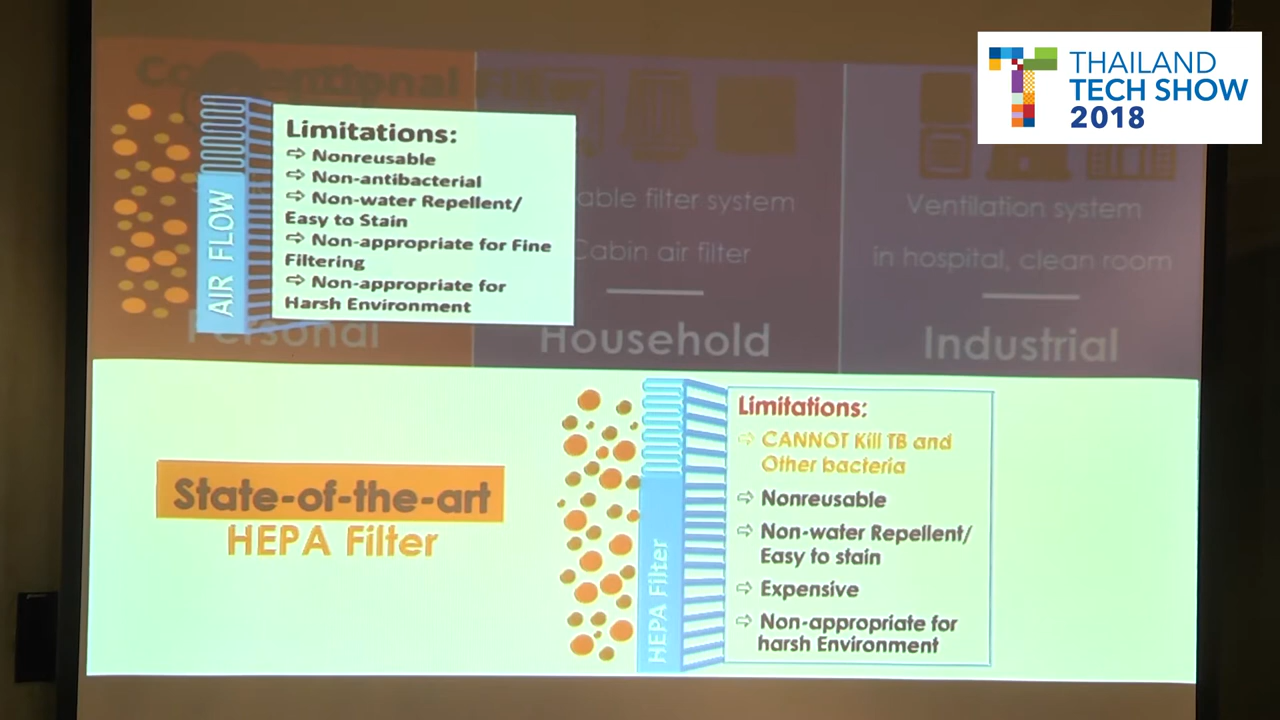 THAILAND
TECH SHOW
2018
Conventional
Limitations:
⇨ Nonreusable
⇨ Non-antibacterial
⇨ Non-water Repellent/
Easy to Stain
⇨ Non-appropriate for Fine
Filtering
⇨ Non-appropriate for
Harsh Environment
AIR FLOW
Personal
filter system
Cabin air filter
Household
Ventilation system
in hospital, clean room
Industrial
State-of-the-art
HEPA Filter
HEPA Filter
Limitations:
⇨ CANNOT Kill TB and
Other bacteria
⇨ Nonreusable
⇨ Non-water Repellent/
Easy to stain
⇨ Expensive
⇨ Non-appropriate for
harsh Environment